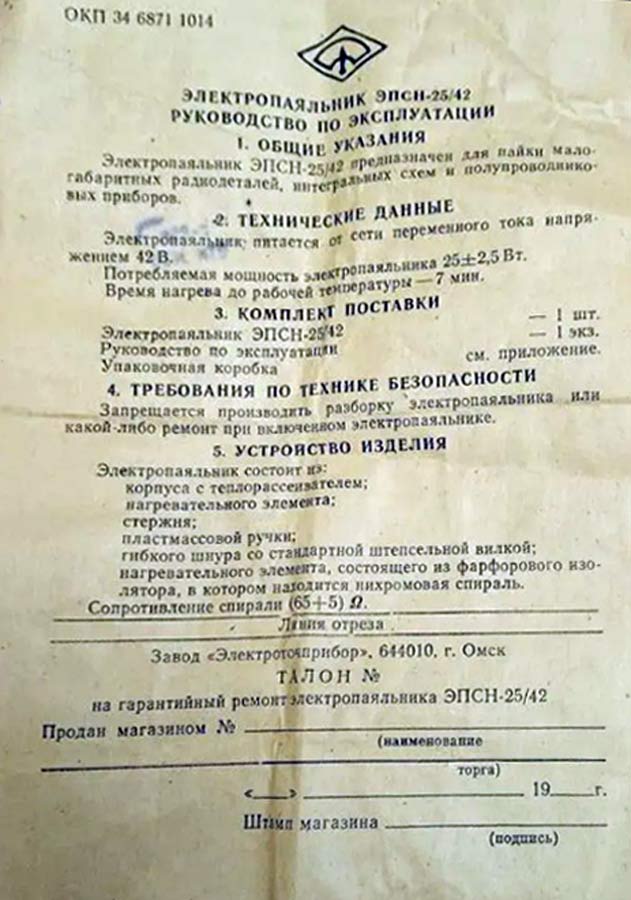 ОКП 34 6871 1014
ЭЛЕКТРОПАЯЛЬНИК ЭПСН-25/42
РУКОВОДСТВО ПО ЭКСПЛУАТАЦИИ
1. ОБЩИЕ УКАЗАНИЯ
Электропаяльник ЭПСН-25/42 предназначен для пайки мало-
габаритных радиодеталей, интегральных схем и полупроводнико-
вых приборов.
2. ТЕХНИЧЕСКИЕ ДАННЫЕ
Электропаяльник питается от сети переменного тока напря-
жением 42 В.
Потребляемая мощность электропаяльника 25±2,5 Вт.
Время нагрева до рабочей температуры — 7 мин.
3. КОМПЛЕКТ ПОСТАВКИ
Электропаяльник ЭПСН-25/42 — 1 шт.
Руководство по эксплуатации — 1 экз.
Упаковочная коробка см. приложение.
4. ТРЕБОВАНИЯ ПО ТЕХНИКЕ БЕЗОПАСНОСТИ
Запрещается производить разборку электропаяльника или
какой-либо ремонт при включенном электропаяльнике.
5. УСТРОЙСТВО ИЗДЕЛИЯ
Электропаяльник состоит из:
корпуса с теплорассеивателем;
нагревательного элемента;
стержня;
пластмассовой ручки;
гибкого шнура со стандартной штепсельной вилкой;
нагревательного элемента, состоящего из фарфорового изо-
лятора, в котором находится нихромовая спираль.
Сопротивление спирали (65+5) Ω.
Линия отреза
Завод «Электроточприбор», 644010, г. Омск
ТАЛОН №
на гарантийный ремонт электропаяльника ЭПСН-25/42
Продан магазином №
(наименование
торга)
«___» 19___г.
Штамп магазина
(подпись)